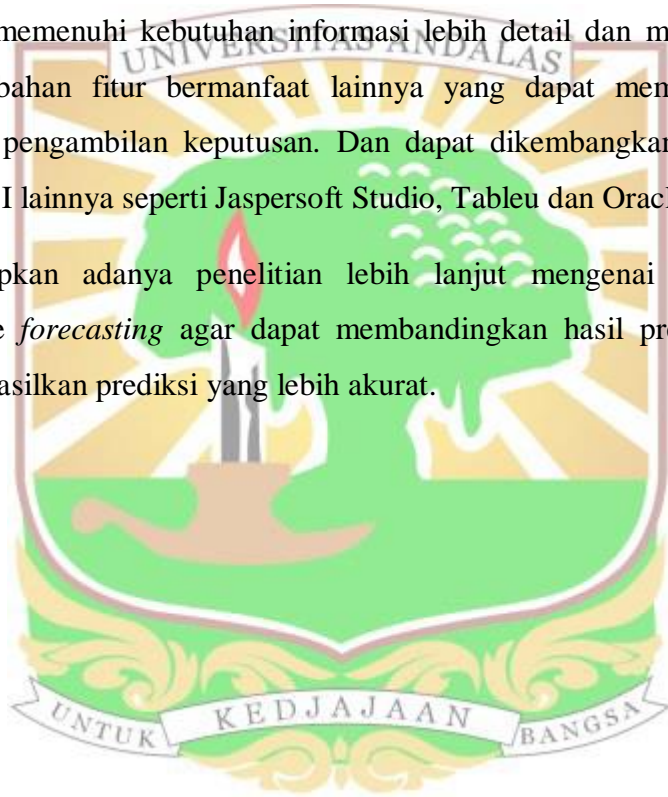 memenuhi kebutuhan informasi lebih detail dan m
UNIVERSITAS ANDALAS
bahan fitur bermanfaat lainnya yang dapat mem
pengambilan keputusan. Dan dapat dikembangkan
I lainnya seperti Jaspersoft Studio, Tableu dan Orac
pkan adanya penelitian lebih lanjut mengenai
e forecasting agar dapat membandingkan hasil pr
asilkan prediksi yang lebih akurat.
UNTUK KEDJAJAAN BANGSA